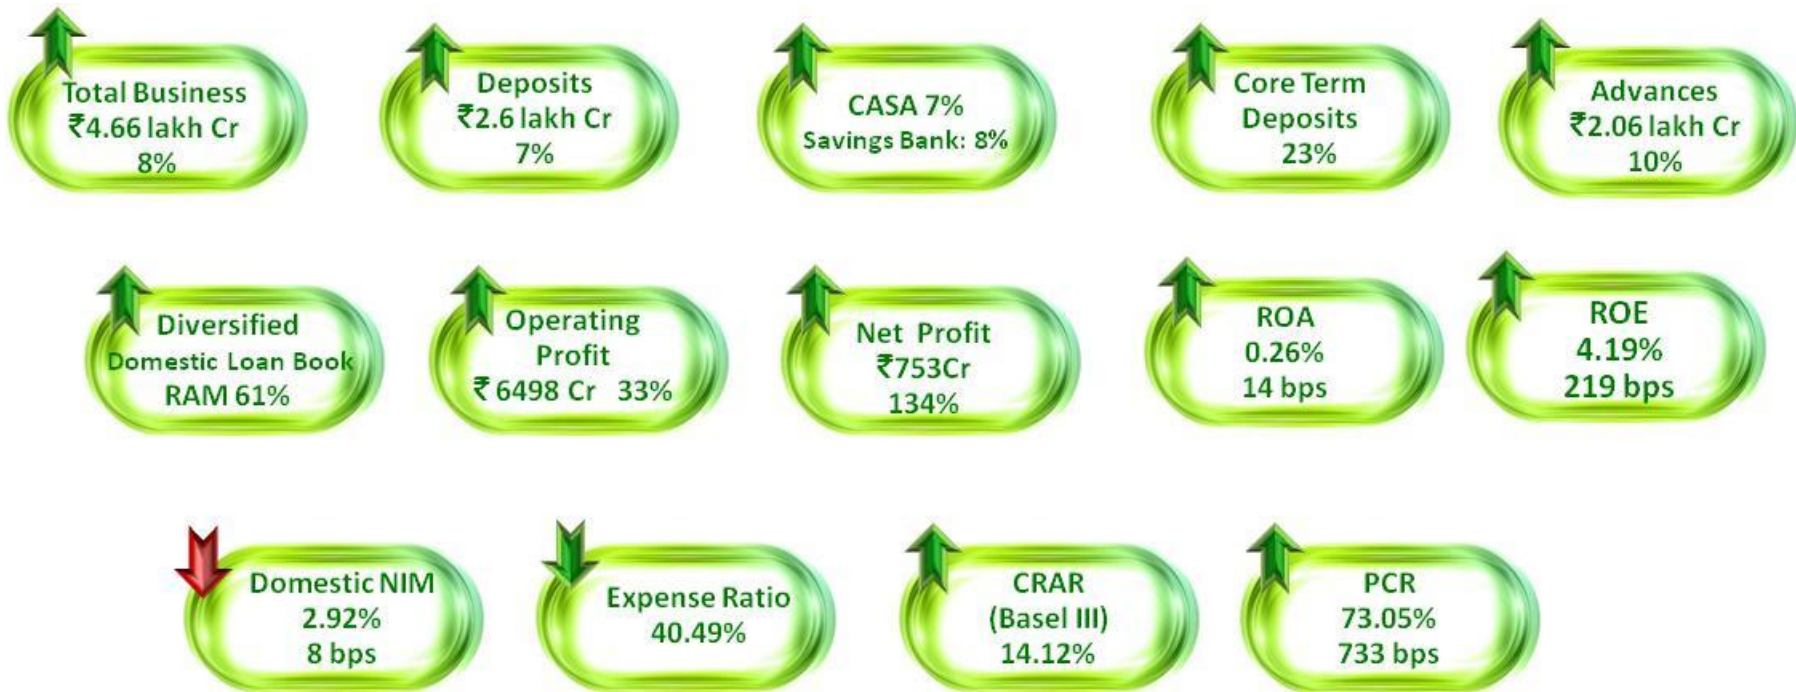 Total Business
₹4.66 lakh Cr
8%
Deposits
₹2.6 lakh Cr
7%
CASA 7%
Savings Bank: 8%
Core Term
Deposits
23%
Advances
₹2.06 lakh Cr
10%
Diversified
Domestic Loan Book
RAM 61%
Operating
Profit
₹ 6498 Cr 33%
Net Profit
₹753Cr
134%
ROA
0.26%
14 bps
ROE
4.19%
219 bps
Domestic NIM
2.92%
8 bps
Expense Ratio
40.49%
CRAR
(Basel III)
14.12%
PCR
73.05%
733 bps